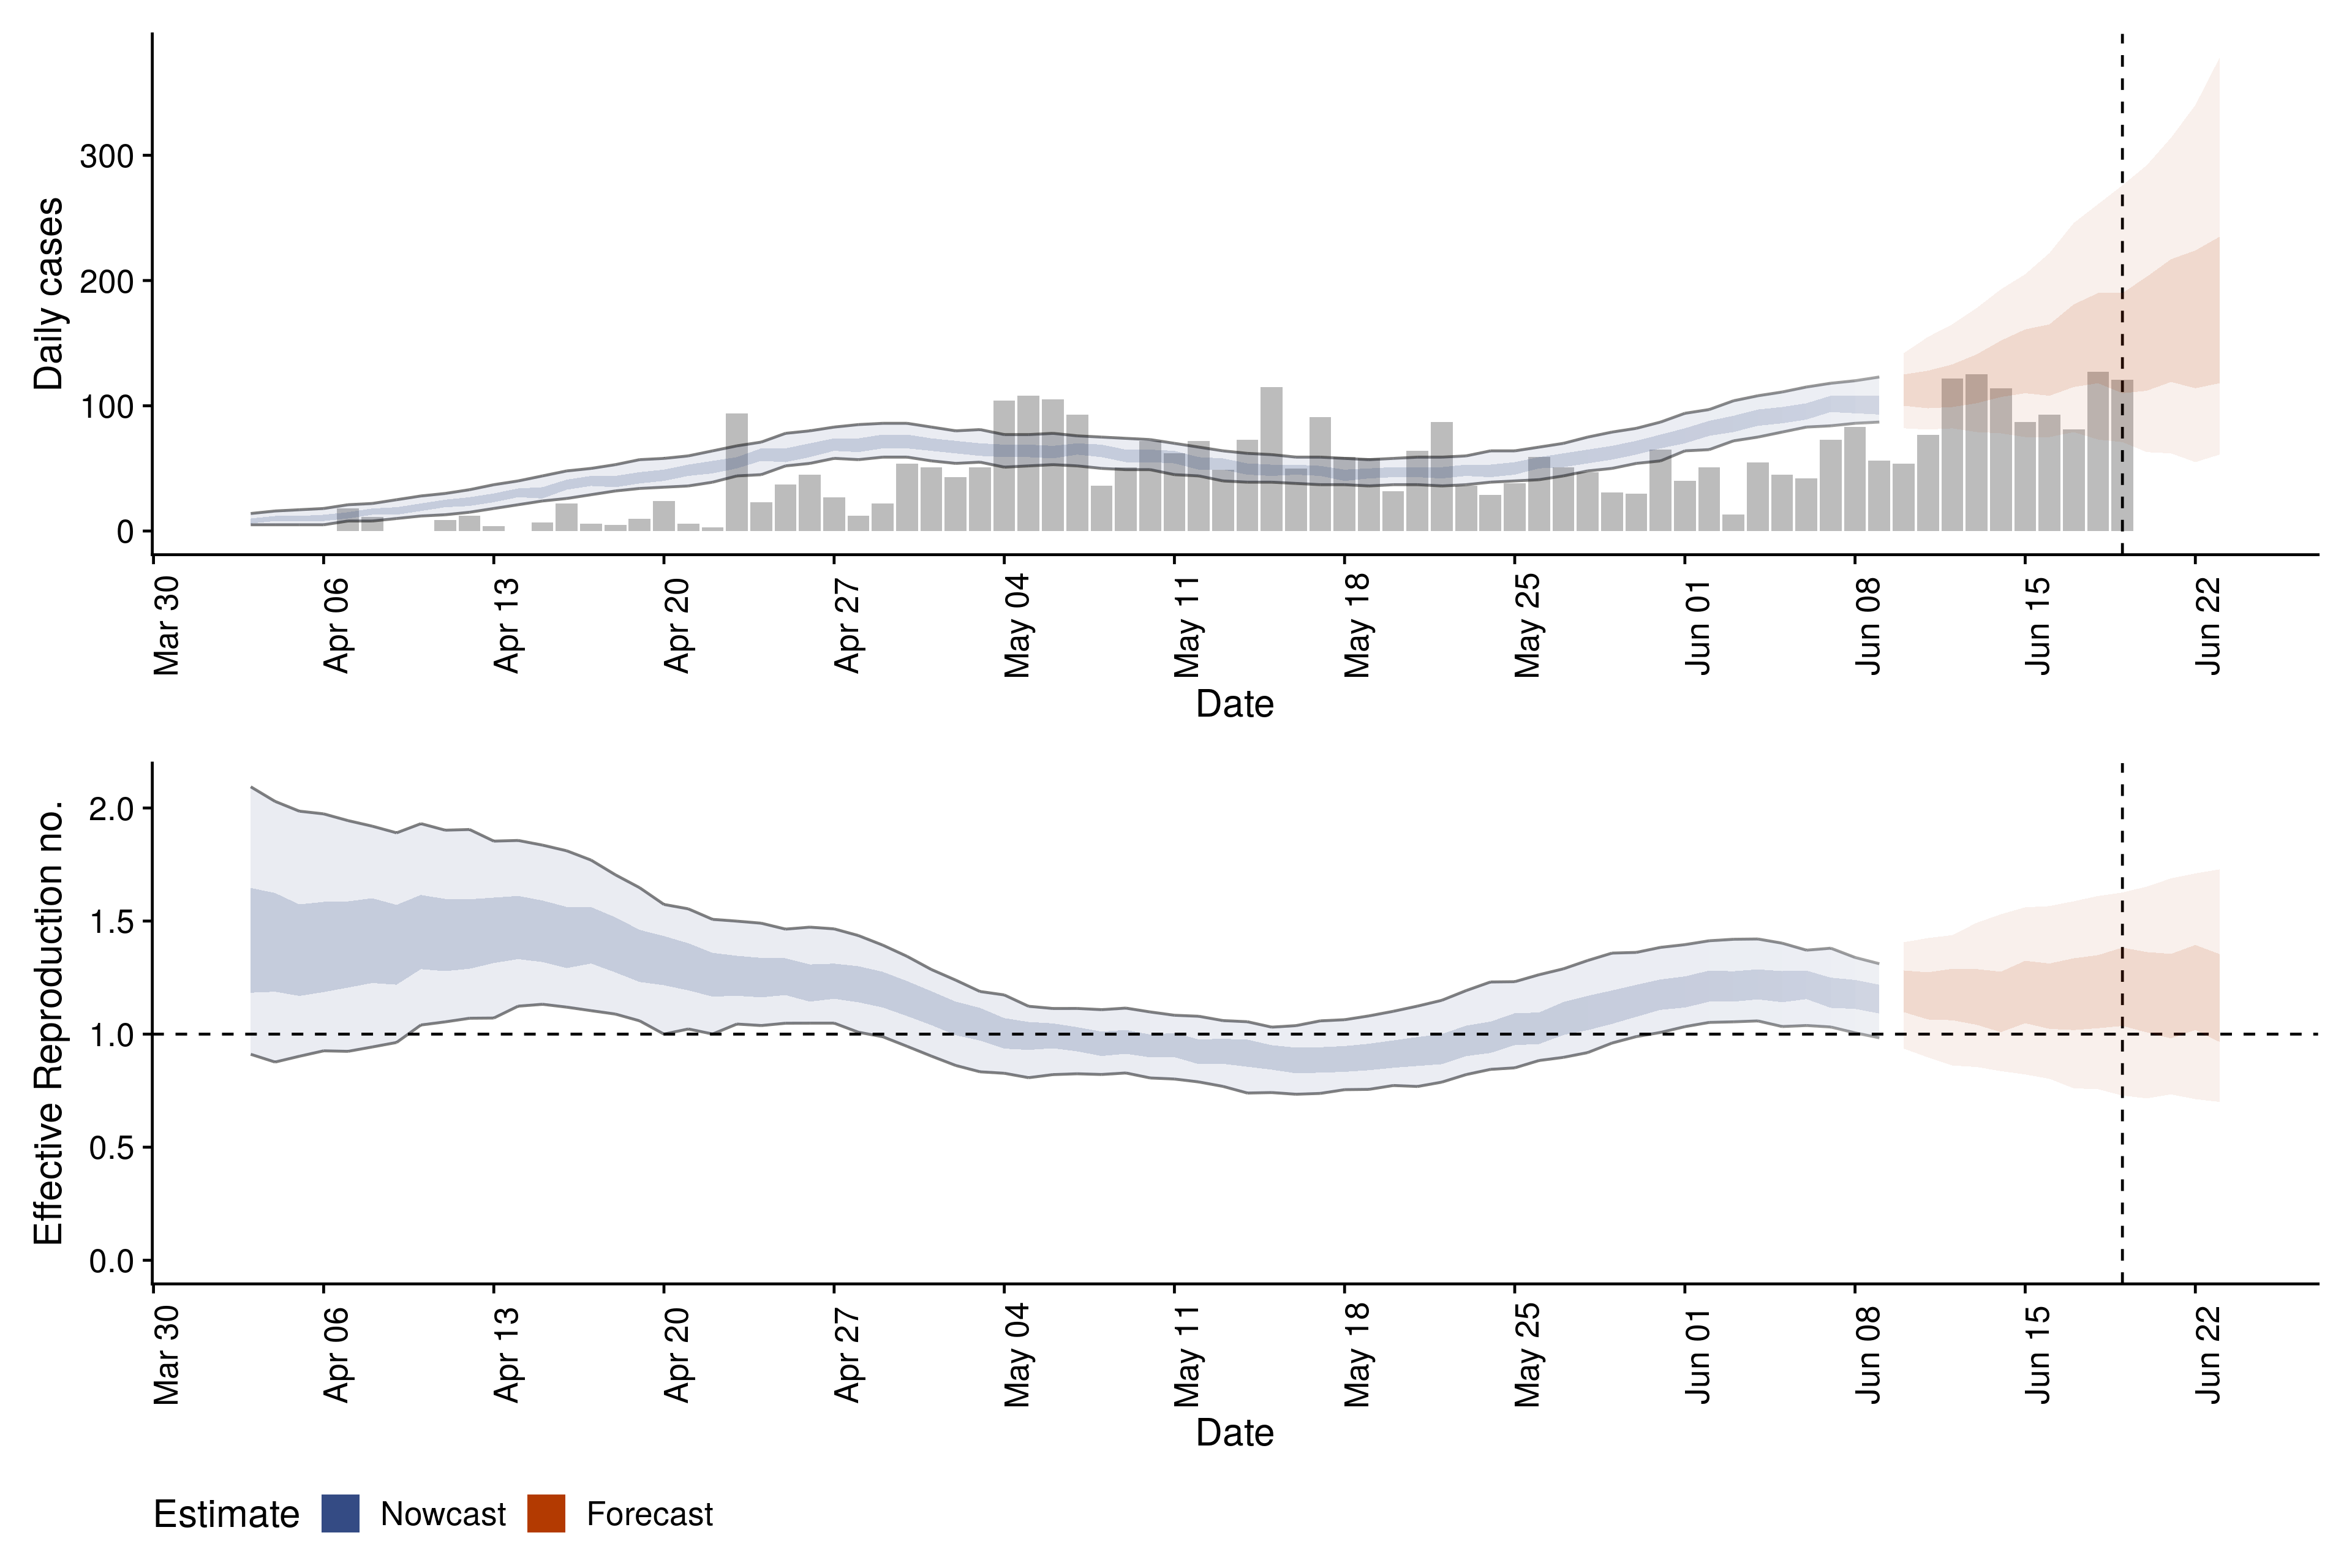 Daily cases
300
200
100
0
Mar 30
Apr 06
Apr 13
Apr 20
Apr 27
May 04
May 11
May 18
May 25
Jun 01
Jun 08
Jun 15
Jun 22
Date
Effective Reproduction no.
2.0
1.5
1.0
0.5
0.0
Mar 30
Apr 06
Apr 13
Apr 20
Apr 27
May 04
May 11
May 18
May 25
Jun 01
Jun 08
Jun 15
Jun 22
Date
Estimate Nowcast Forecast